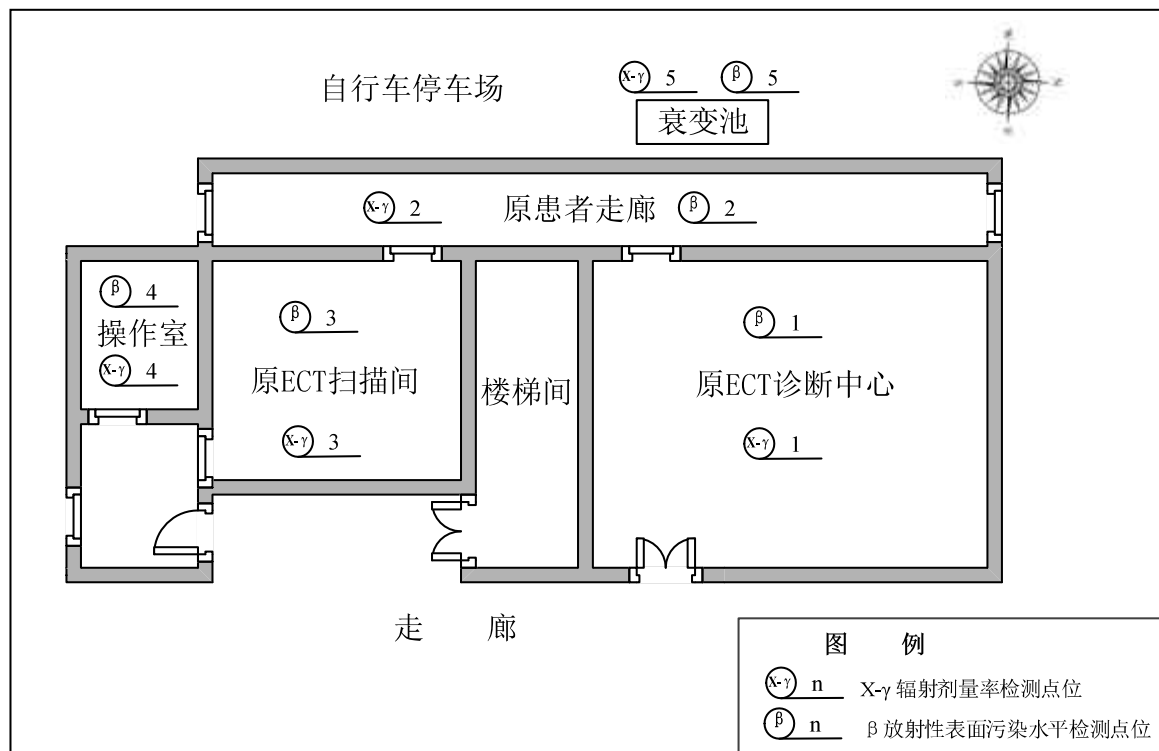 X-γ 5 β 5
自行车停车场
衰变池
X-γ 2 原患者走廊 β 2
β 4
操作室
X-γ 4
β 3
原ECT扫描间
X-γ 3
楼梯间
β 1
原ECT诊断中心
X-γ 1
走 廊
图 例
X-γ n X-γ 辐射剂量率检测点位
β n β 放射性表面污染水平检测点位